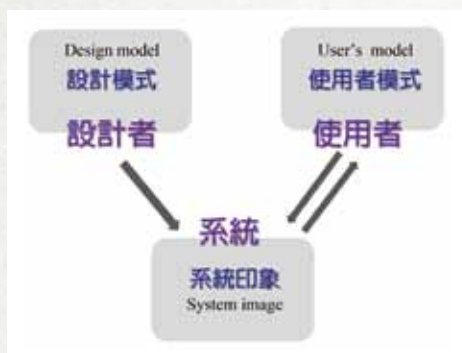 Design model
設計模式
設計者
User's model
使用者模式
使用者
系統
系統印象
System image